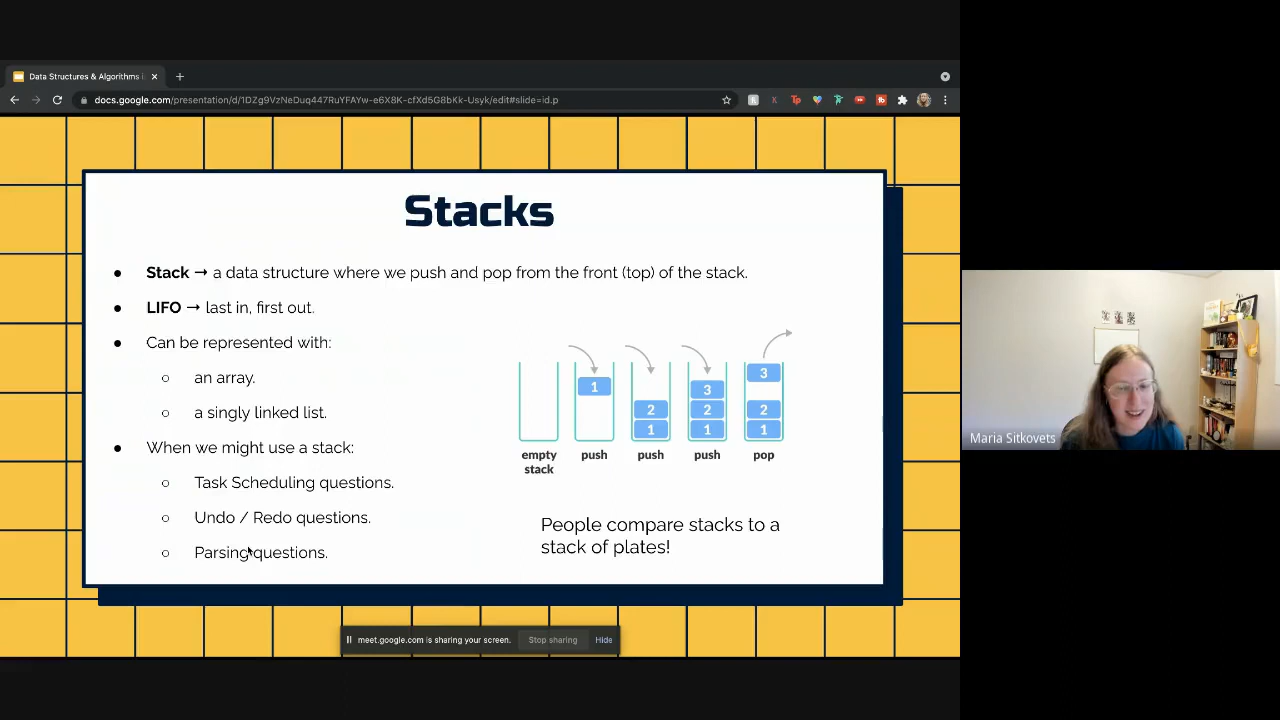 Data Structures & Algorithms i
docs.google.com/presentation/d/1DZg9VzNeDuq447RuYFAYw-e6X8K-cfXd5G8bKk-Usyk/edit#slide=id.p
Stacks
● Stack → a data structure where we push and pop from the front (top) of the stack.
● LIFO → last in, first out.
● Can be represented with:
○ an array.
○ a singly linked list.
● When we might use a stack:
○ Task Scheduling questions.
○ Undo / Redo questions.
○ Parsing questions.
1
2
1
3
2
1
3
2
1
empty
stack
push
push
push
pop
People compare stacks to a
stack of plates!
Maria Sitkovets
meet.google.com is sharing your screen.
Stop sharing
Hide